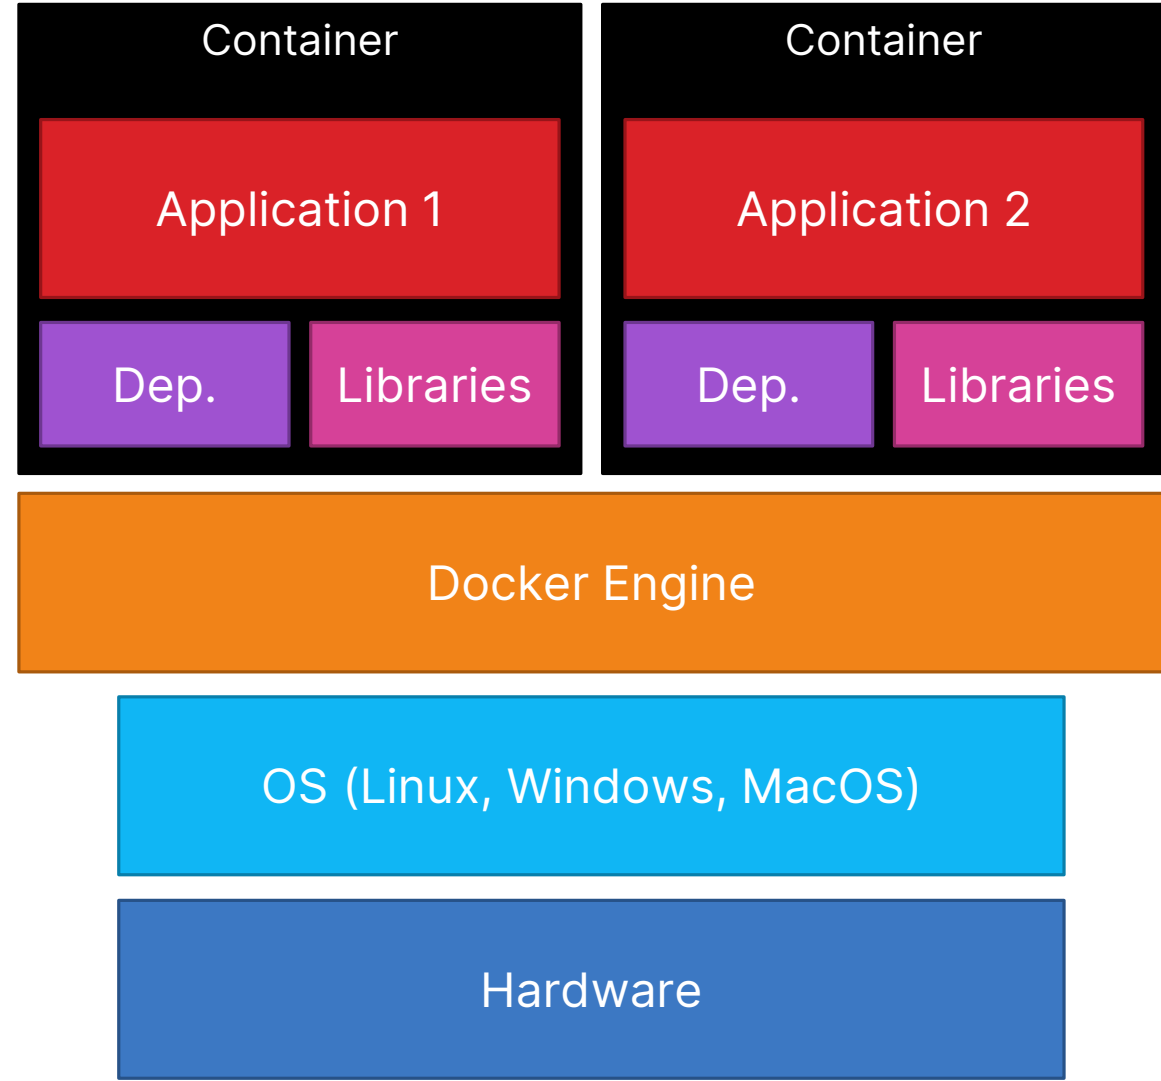 Container
Container
Application 1
Application 2
Dep.
Libraries
Dep.
Libraries
Docker Engine
OS (Linux, Windows, MacOS)
Hardware